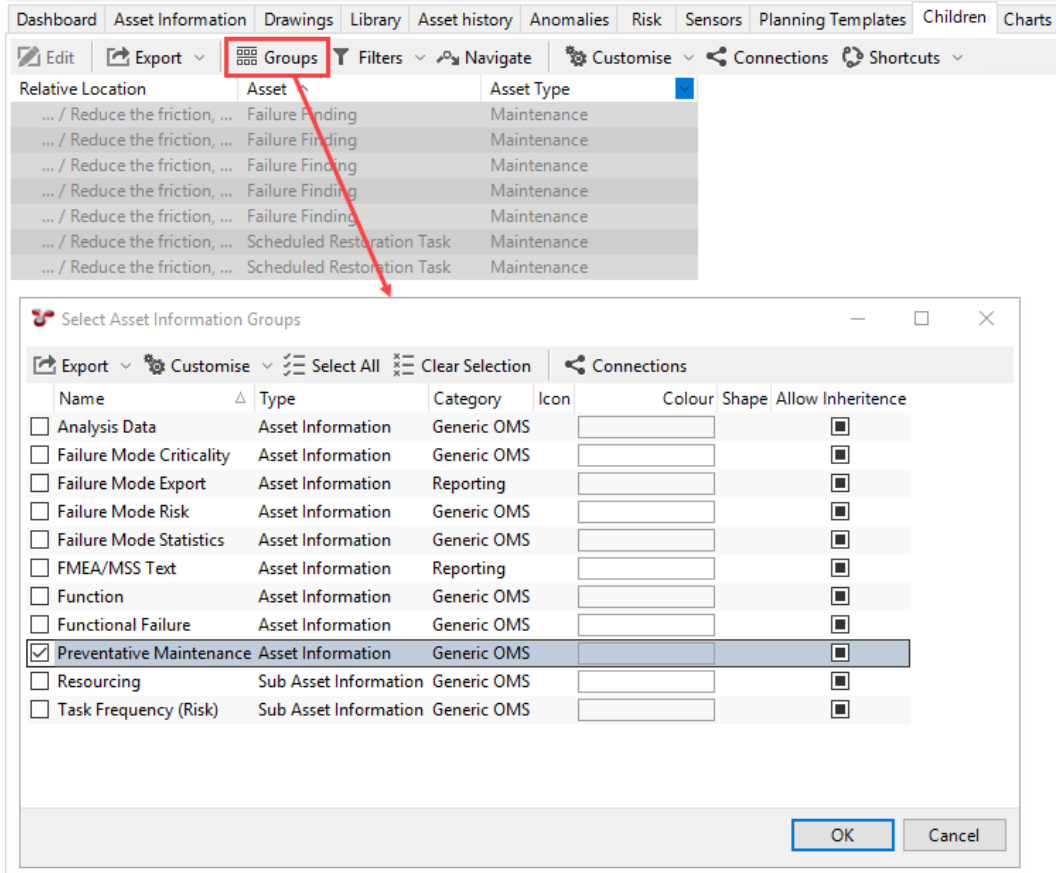 Dashboard Asset Information Drawings Library Asset history Anomalies Risk Sensors Planning Templates Children Charts
Edit Export Groups Filters Navigate Customise Connections Shortcuts
Relative Location Asset Asset Type
... / Reduce the friction, ... Failure Finding Maintenance
... / Reduce the friction, ... Failure Finding Maintenance
... / Reduce the friction, ... Failure Finding Maintenance
... / Reduce the friction, ... Failure Finding Maintenance
... / Reduce the friction, ... Failure Finding Maintenance
... / Reduce the friction, ... Scheduled Restoration Task Maintenance
... / Reduce the friction, ... Scheduled Restoration Task Maintenance
Select Asset Information Groups
Export Customise Select All Clear Selection Connections
Name Type Category Icon Colour Shape Allow Inheritence
Analysis Data Asset Information Generic OMS
Failure Mode Criticality Asset Information Generic OMS
Failure Mode Export Asset Information Reporting
Failure Mode Risk Asset Information Generic OMS
Failure Mode Statistics Asset Information Generic OMS
FMEA/MSS Text Asset Information Reporting
Function Asset Information Generic OMS
Functional Failure Asset Information Generic OMS
Preventative Maintenance Asset Information Generic OMS
Resourcing Sub Asset Information Generic OMS
Task Frequency (Risk) Sub Asset Information Generic OMS
OK Cancel